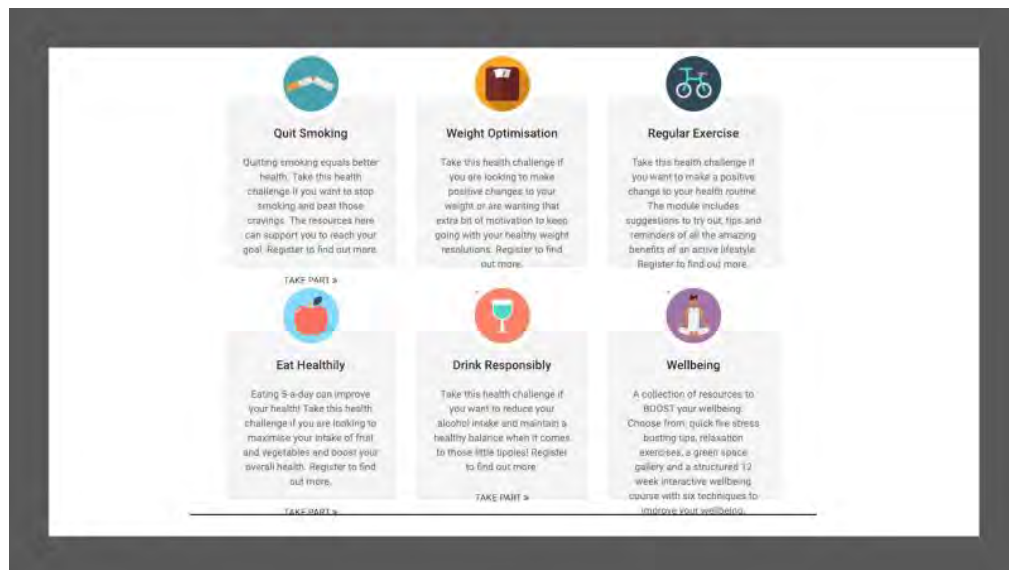 Quit Smoking
Quitting smoking equals better
health. Take this health
challenge if you want to stop
smoking and beat those
cravings. The resources here
can support you to reach your
goal. Register to find out more.
TAKE PART »
Weight Optimisation
Take this health challenge if
you are looking to make
positive changes to your
weight or are wanting that
extra bit of motivation to keep
going with your healthy weight
resolutions. Register to find
out more.
Regular Exercise
Take this health challenge if
you want to make a positive
change to your health routine.
The module includes
suggestions to try out, tips and
reminders of all the amazing
benefits of an active lifestyle.
Register to find out more.
Eat Healthily
Eating 5-a-day can improve
your health! Take this health
challenge if you are looking to
maximise your intake of fruit
and vegetables and boost your
overall health. Register to find
out more.
TAKE PART »
Drink Responsibly
Take this health challenge if
you want to reduce your
alcohol intake and maintain a
healthy balance when it comes
to those little tipples! Register
to find out more
TAKE PART »
Wellbeing
A collection of resources to
BOOST your wellbeing.
Choose from; quick fire stress
busting tips, relaxation
exercises, a green space
gallery and a structured 12
week interactive wellbeing
course with six techniques to
improve your wellbeing.